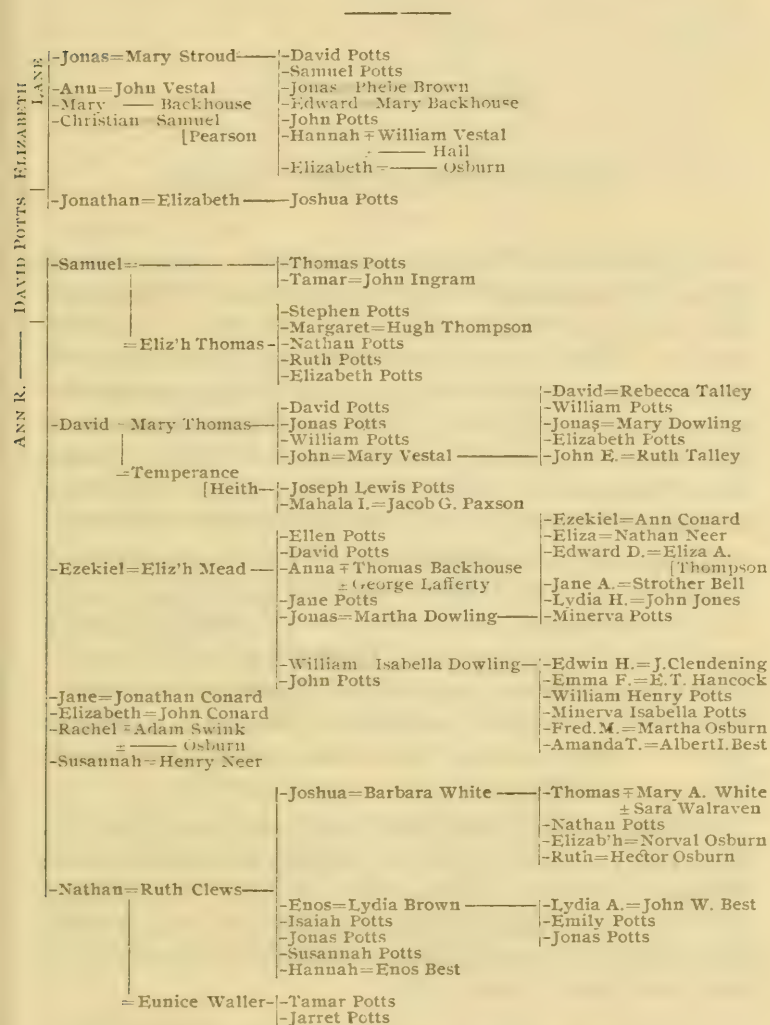 ANN R. —— DAVID POTTS ELIZABETH LANE
-Jonas=Mary Stroud -David Potts
-Samuel Potts
-Ann=John Vestal -Jonas Phebe Brown
-Mary —— Backhouse -Edward Mary Backhouse
-Christian Samuel -John Potts
[Pearson -Hannah ∓ William Vestal
± —— Hall
-Elizabeth = —— Osburn
-Jonathan=Elizabeth —— Joshua Potts
-Samuel= —— —— -Thomas Potts
-Tamar=John Ingram
-Stephen Potts
-Margaret=Hugh Thompson
=Eliz'h Thomas -Nathan Potts
-Ruth Potts
-Elizabeth Potts
-David=Rebecca Talley
-David Potts -William Potts
-David - Mary Thomas -Jonas Potts -Jonas=Mary Dowling
-William Potts -Elizabeth Potts
-John=Mary Vestal —— -John E.=Ruth Talley
=Temperance
[Heith -Joseph Lewis Potts
-Mahala I.=Jacob G. Paxson
-Ezekiel=Ann Conard
-Ellen Potts -Eliza=Nathan Neer
-David Potts -Edward D.=Eliza A.
-Ezekiel=Eliz'h Mead -Anna ∓ Thomas Backhouse [Thompson
± George Lafferty -Jane A.=Strother Bell
-Jane Potts -Lydia H.=John Jones
-Jonas=Martha Dowling —— -Minerva Potts
-William Isabella Dowling -Edwin H.=J.Clendening
-John Potts -Emma F.=E.T. Hancock
-Jane=Jonathan Conard -William Henry Potts
-Elizabeth=John Conard -Minerva Isabella Potts
-Rachel ∓ Adam Swink -Fred.M.=Martha Osburn
± —— Osburn -AmandaT.=AlbertI.Best
-Susannah=Henry Neer
-Joshua=Barbara White —— -Thomas ∓ Mary A. White
± Sara Walraven
-Nathan Potts
-Elizab'h=Norval Osburn
-Ruth=Hector Osburn
-Nathan=Ruth Clews
-Enos=Lydia Brown —— -Lydia A.=John W. Best
-Isaiah Potts -Emily Potts
-Jonas Potts -Jonas Potts
-Susannah Potts
-Hannah=Enos Best
=Eunice Waller -Tamar Potts
-Jarret Potts